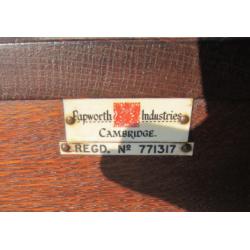 Papworth Industries
CAMBRIDGE.
REGD. Nº 771317